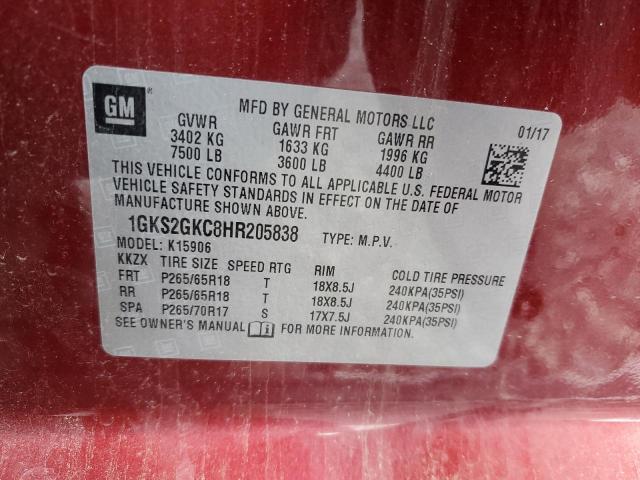 GM ®
MFD BY GENERAL MOTORS LLC
01/17
GVWR GAWR FRT GAWR RR
3402 KG 1633 KG 1996 KG
7500 LB 3600 LB 4400 LB
THIS VEHICLE CONFORMS TO ALL APPLICABLE U.S. FEDERAL MOTOR
VEHICLE SAFETY STANDARDS IN EFFECT ON THE DATE OF
MANUFACTURE SHOWN ABOVE.
1GKS2GKC8HR205838 TYPE: M.P.V.
MODEL: K15906
KKZX TIRE SIZE SPEED RTG RIM COLD TIRE PRESSURE
FRT P265/65R18 T 18X8.5J 240KPA(35PSI)
RR P265/65R18 T 18X8.5J 240KPA(35PSI)
SPA P265/70R17 S 17X7.5J 240KPA(35PSI)
SEE OWNER'S MANUAL FOR MORE INFORMATION.